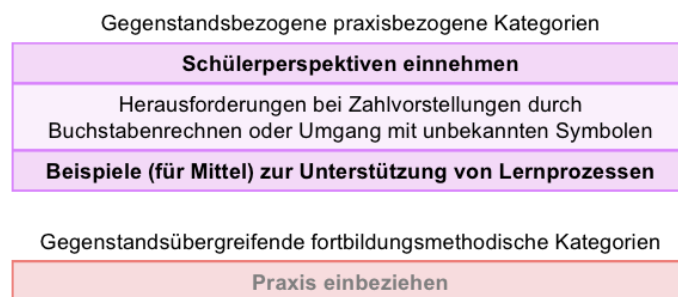 Gegenstandsbezogene praxisbezogene Kategorien
Schülerperspektiven einnehmen
Herausforderungen bei Zahlvorstellungen durch
Buchstabenrechnen oder Umgang mit unbekannten Symbolen
Beispiele (für Mittel) zur Unterstützung von Lernprozessen
Gegenstandsübergreifende fortbildungsmethodische Kategorien
Praxis einbeziehen